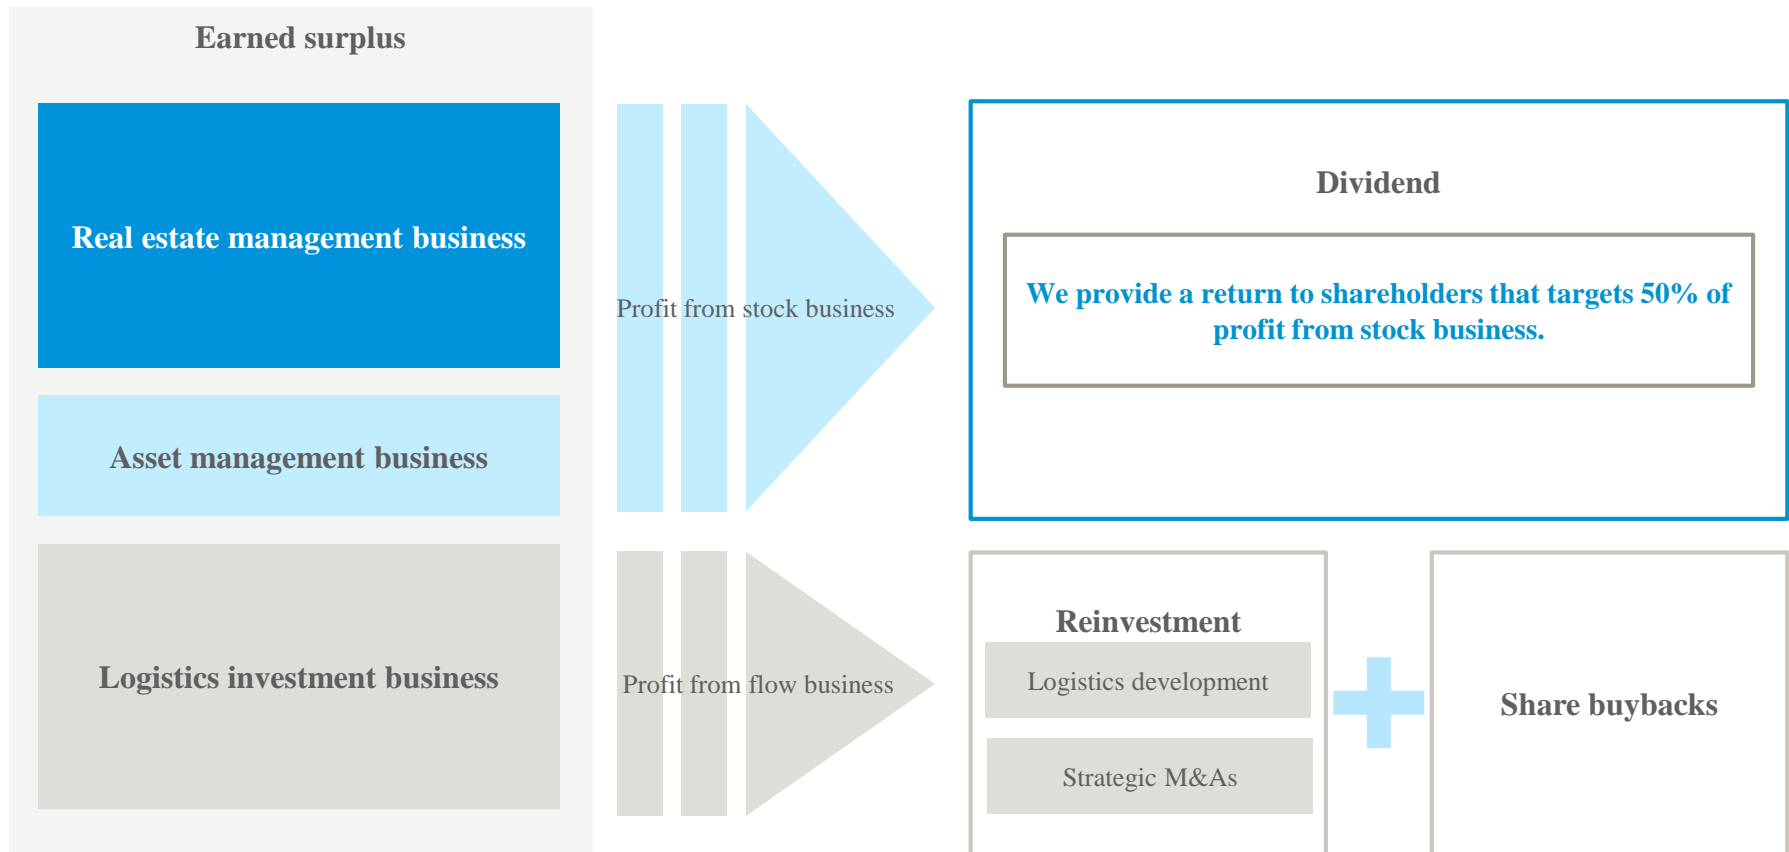 Earned surplus
Real estate management business
Asset management business
Logistics investment business
Profit from stock business
Profit from flow business
Dividend
We provide a return to shareholders that targets 50% of
profit from stock business.
Reinvestment
Logistics development
Strategic M&As
Share buybacks